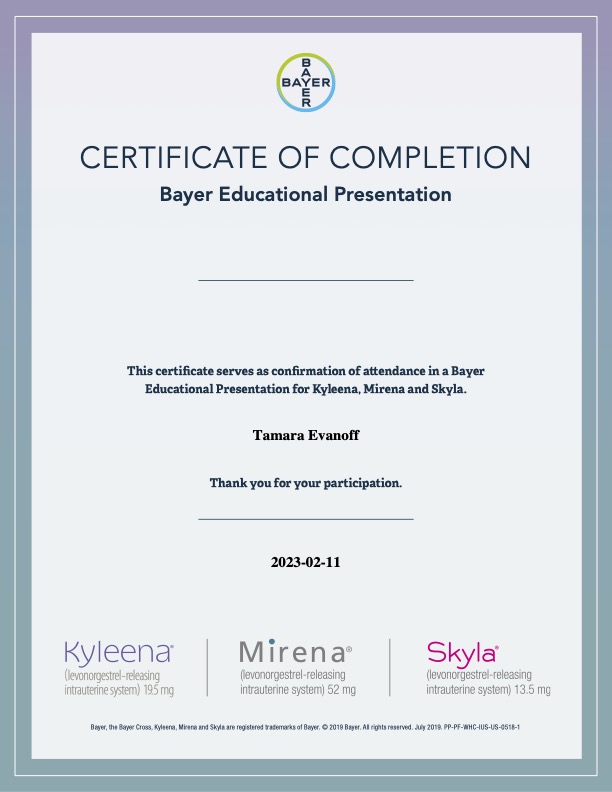 BAYER
BAYER
CERTIFICATE OF COMPLETION
Bayer Educational Presentation
This certificate serves as confirmation of attendance in a Bayer
Educational Presentation for Kyleena, Mirena and Skyla.
Tamara Evanoff
Thank you for your participation.
2023-02-11
Kyleena®
(levonorgestrel-releasing
intrauterine system) 19.5 mg
Mirena®
(levonorgestrel-releasing
intrauterine system) 52 mg
Skyla®
(levonorgestrel-releasing
intrauterine system) 13.5 mg
Bayer, the Bayer Cross, Kyleena, Mirena and Skyla are registered trademarks of Bayer. © 2019 Bayer. All rights reserved. July 2019. PP-PF-WHC-IUS-US-0518-1